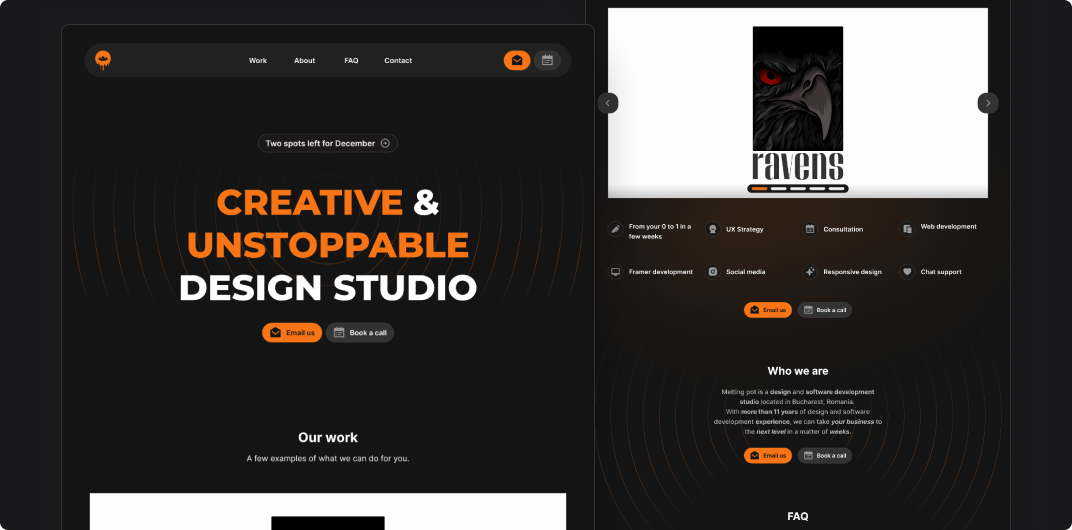 Work About FAQ Contact
Two spots left for December
CREATIVE &
UNSTOPPABLE
DESIGN STUDIO
Email us Book a call
Our work
A few examples of what we can do for you.
ravens
From your 0 to 1 in a
few weeks
UX Strategy
Consultation
Web development
Framer development
Social media
Responsive design
Chat support
Email us Book a call
Who we are
Melting pot is a design and software development
studio located in Bucharest, Romania.
With more than 11 years of design and software
development experience, we can take your business to
the next level in a matter of weeks.
Email us Book a call
FAQ